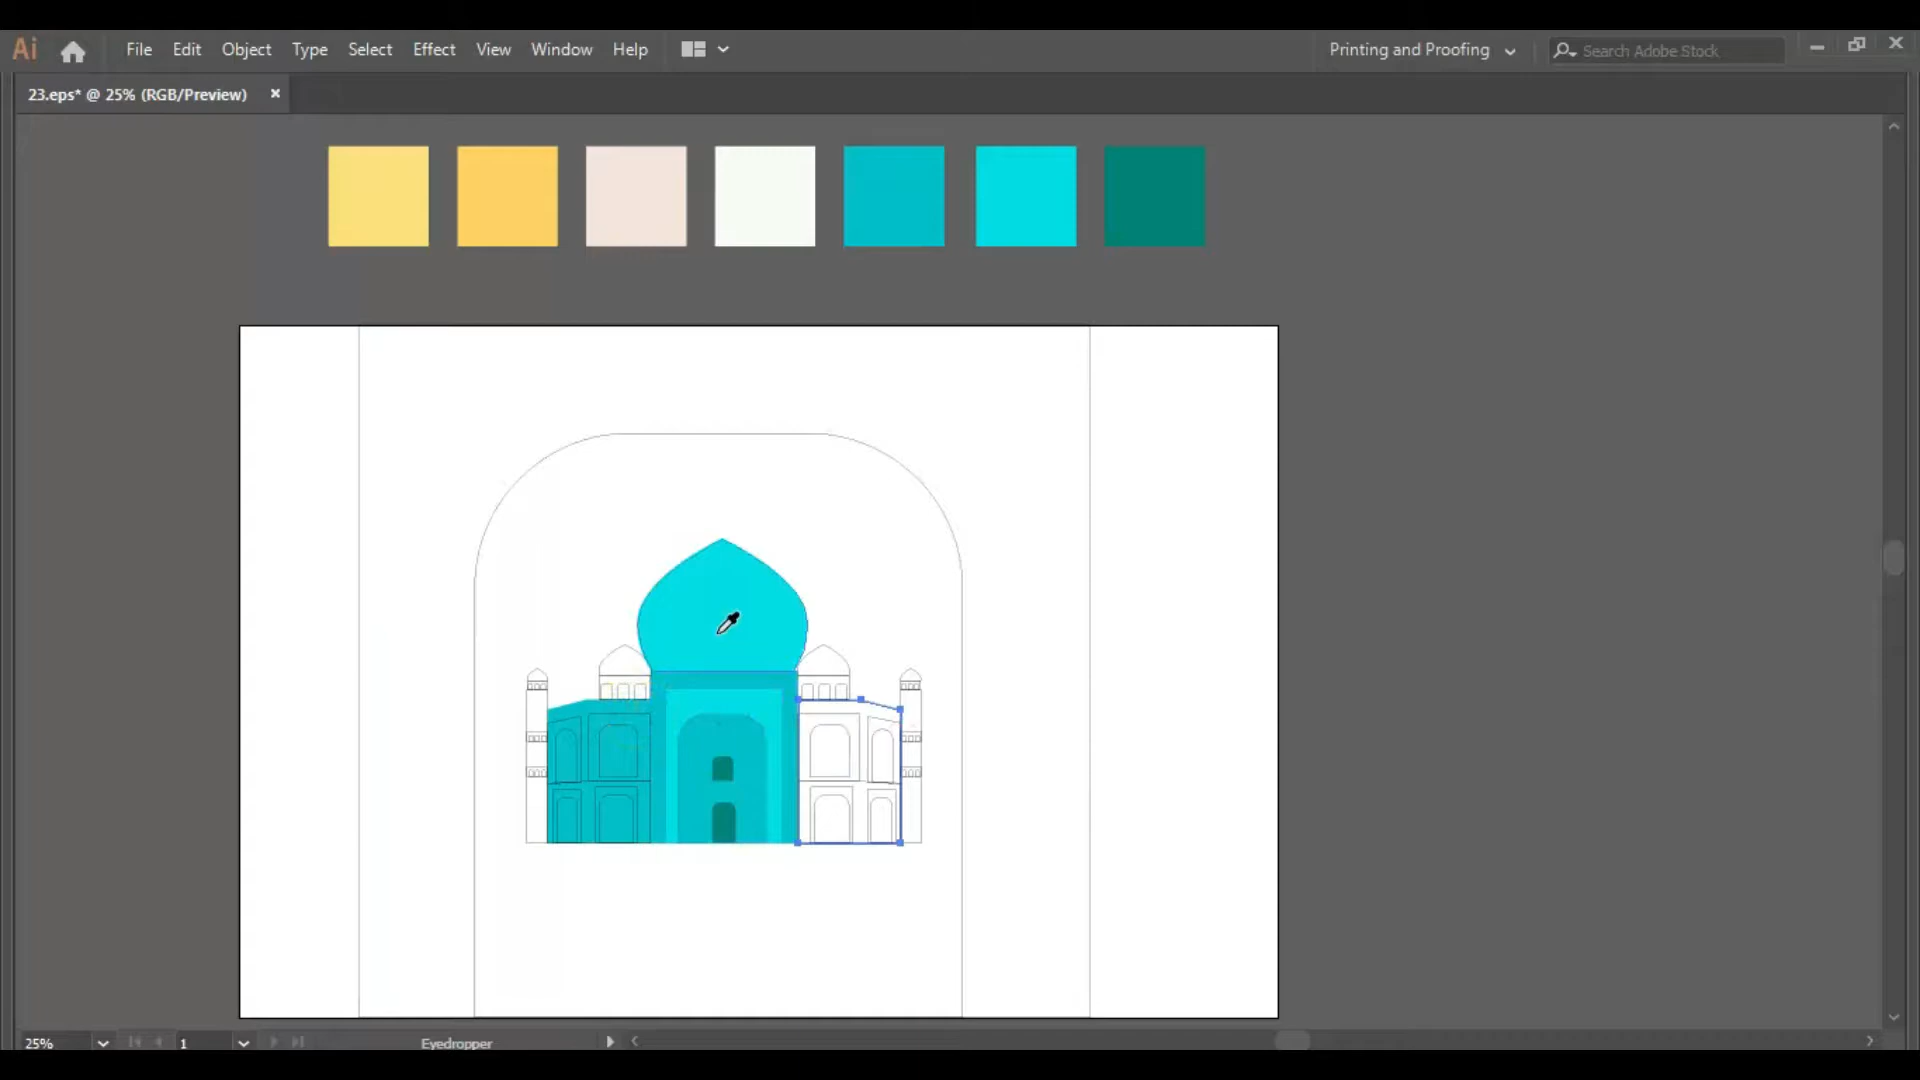 Ai File Edit Object Type Select Effect View Window Help Printing and Proofing Search Adobe Stock
23.eps* @ 25% (RGB/Preview)
25% 1 Eyedropper